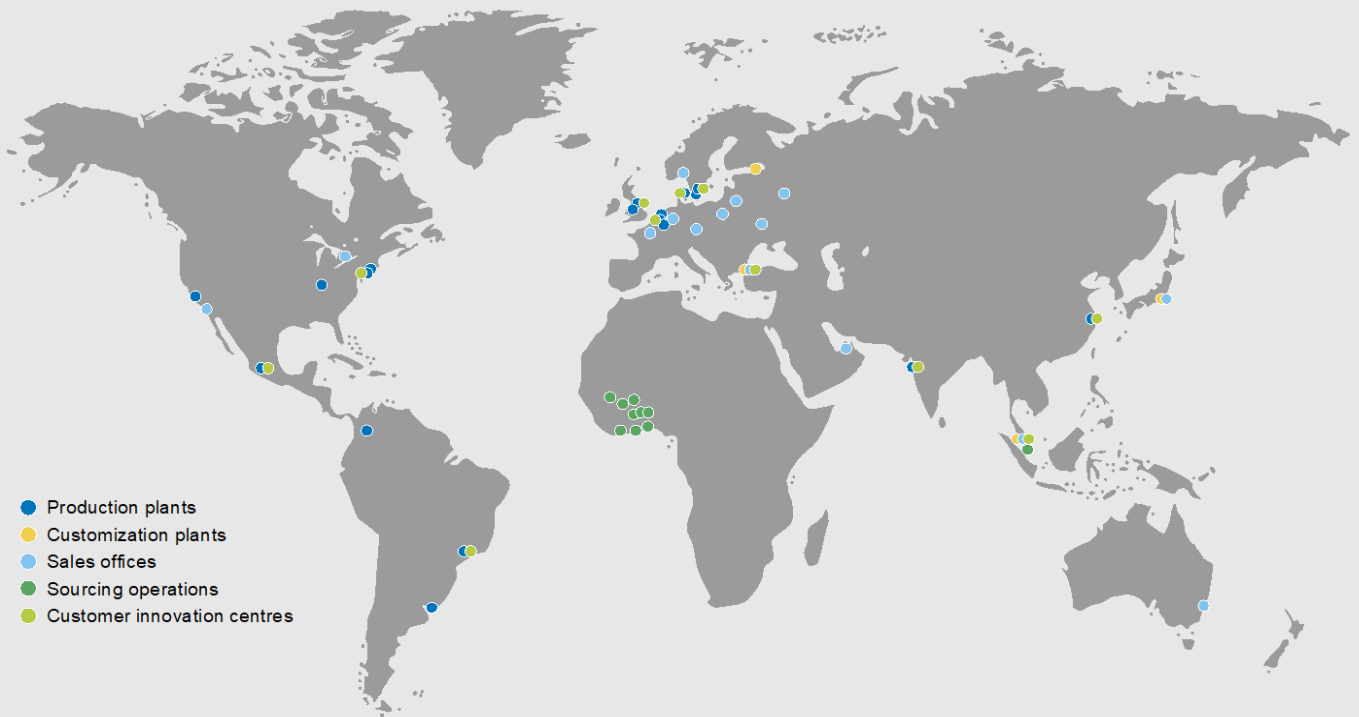 Production plants
Customization plants
Sales offices
Sourcing operations
Customer innovation centres